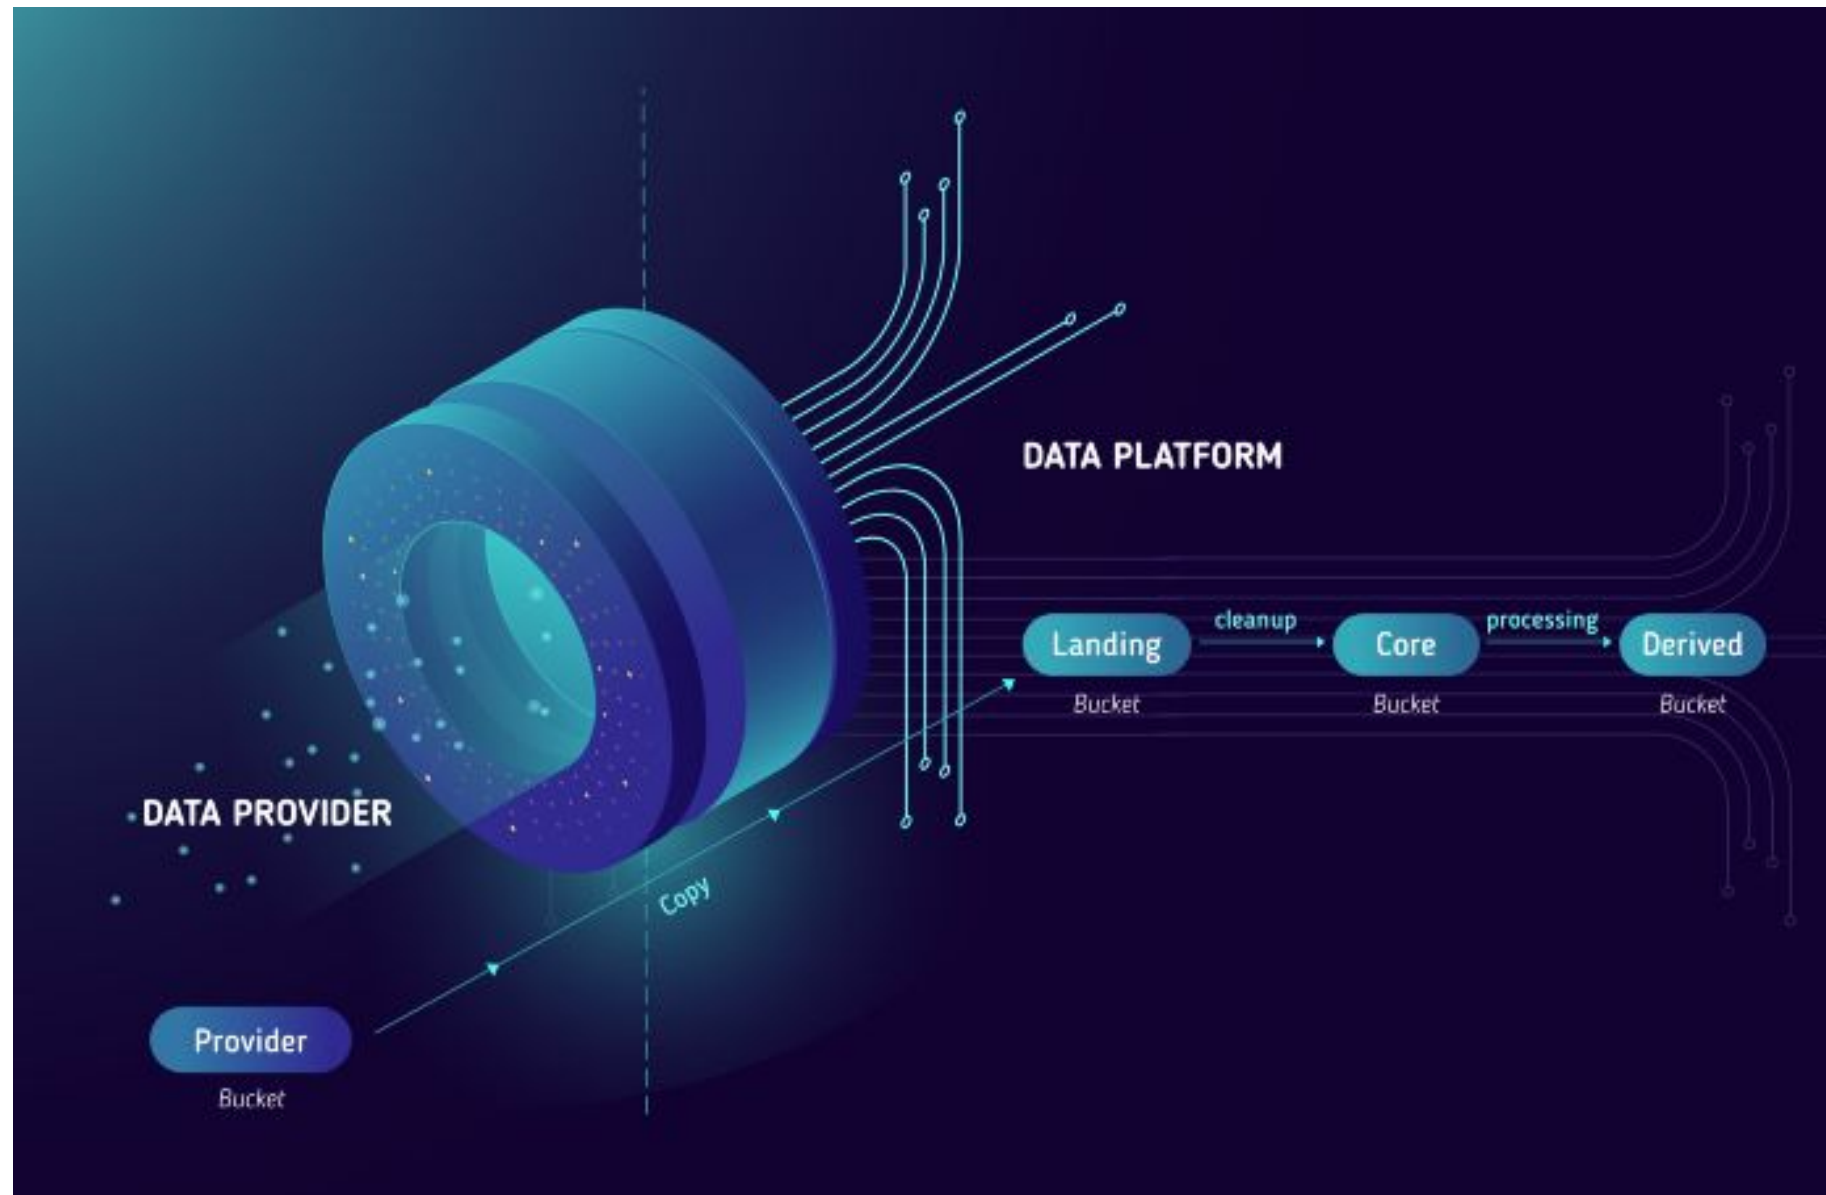 DATA PLATFORM
cleanup
processing
Landing
Core
Derived
Bucket
Bucket
Bucket
DATA PROVIDER
Copy
Provider
Bucket